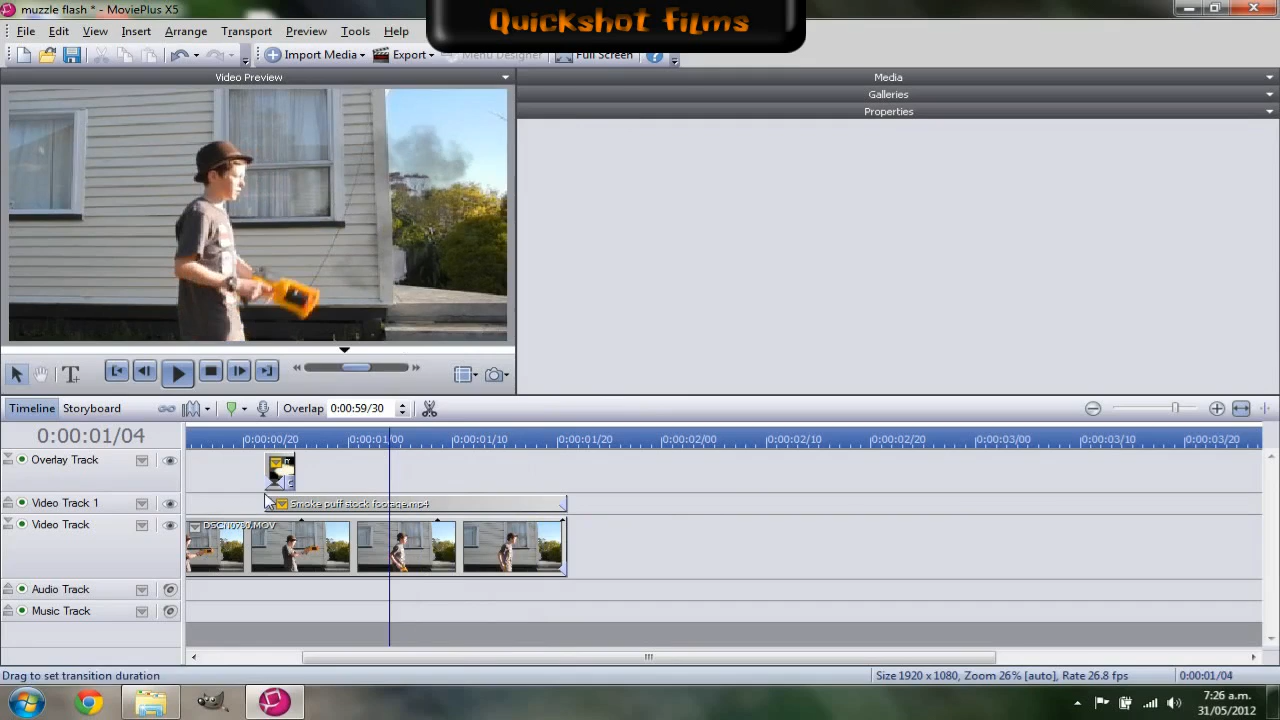 muzzle flash * - MoviePlus X5
Quickshot films
File Edit View Insert Arrange Transport Preview Tools Help
Import Media Export Menu Designer Full Screen
Video Preview
Media
Galleries
Properties
Timeline Storyboard Overlap 0:00:59/30
0:00:01/04
0:00:00/20 0:00:01/00 0:00:01/10 0:00:01/20 0:00:02/00 0:00:02/10 0:00:02/20 0:00:03/00 0:00:03/10 0:00:03/20
Overlay Track
Video Track 1
Smoke puff stock footage.mp4
Video Track
DSCN0780.MOV
Audio Track
Music Track
Drag to set transition duration
Size 1920 x 1080, Zoom 26% [auto], Rate 26.8 fps
0:00:01/04
7:26 a.m.
31/05/2012